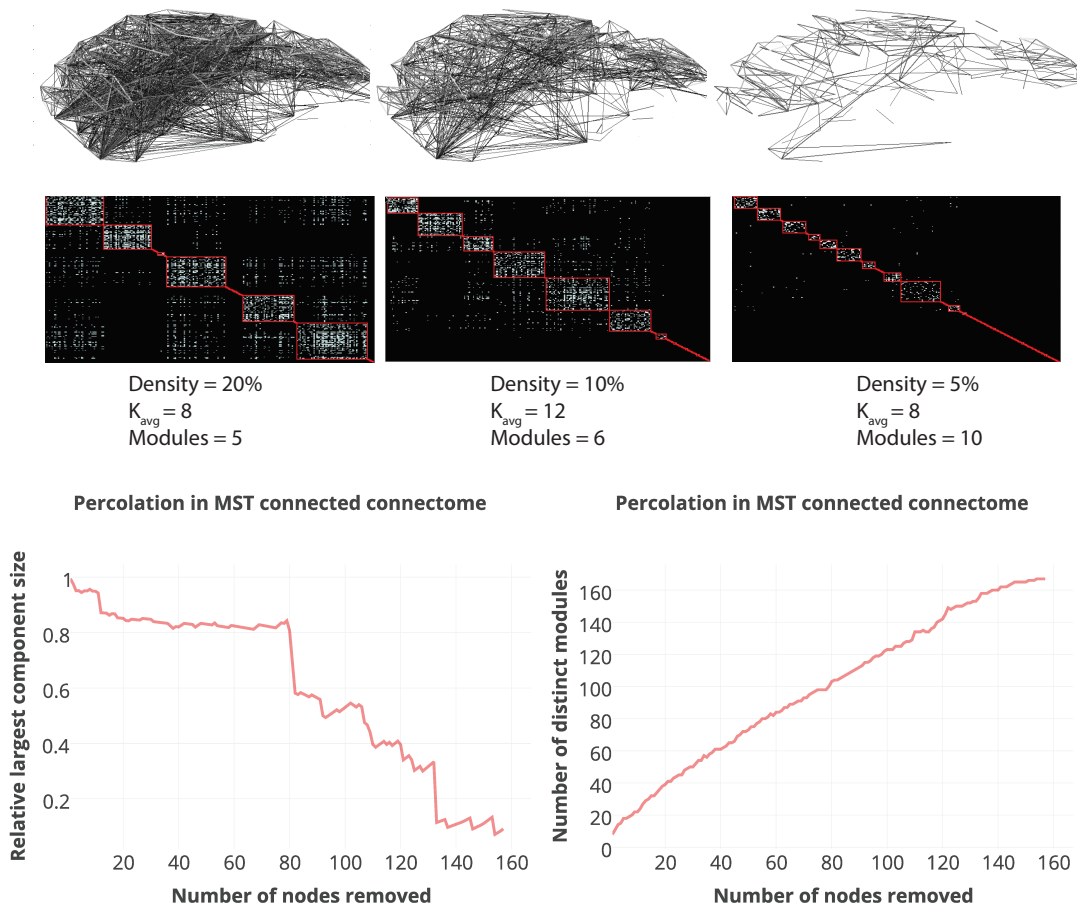 Density = 20%
K avg = 8
Modules = 5
Density = 10%
K avg = 12
Modules = 6
Density = 5%
K avg = 8
Modules = 10
Percolation in MST connected connectome
Relative largest component size
1
0.8
0.6
0.4
0.2
20 40 60 80 100 120 140 160
Number of nodes removed
Percolation in MST connected connectome
Number of distinct modules
160
140
120
100
80
60
40
20
0
20 40 60 80 100 120 140 160
Number of nodes removed